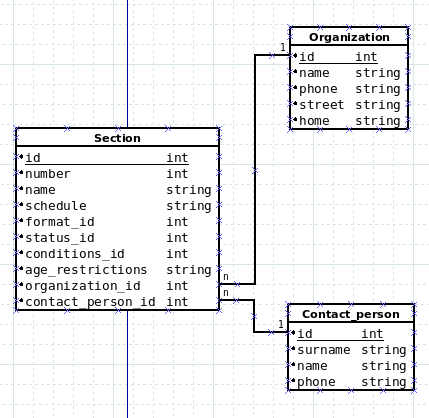 Organization
id int
name string
phone string
street string
home string
1
Section
id int
number int
name string
schedule string
format_id int
status_id int
conditions_id int
age_restrictions string
organization_id int
contact_person_id int
n
n
1
Contact_person
id int
surname string
name string
phone string